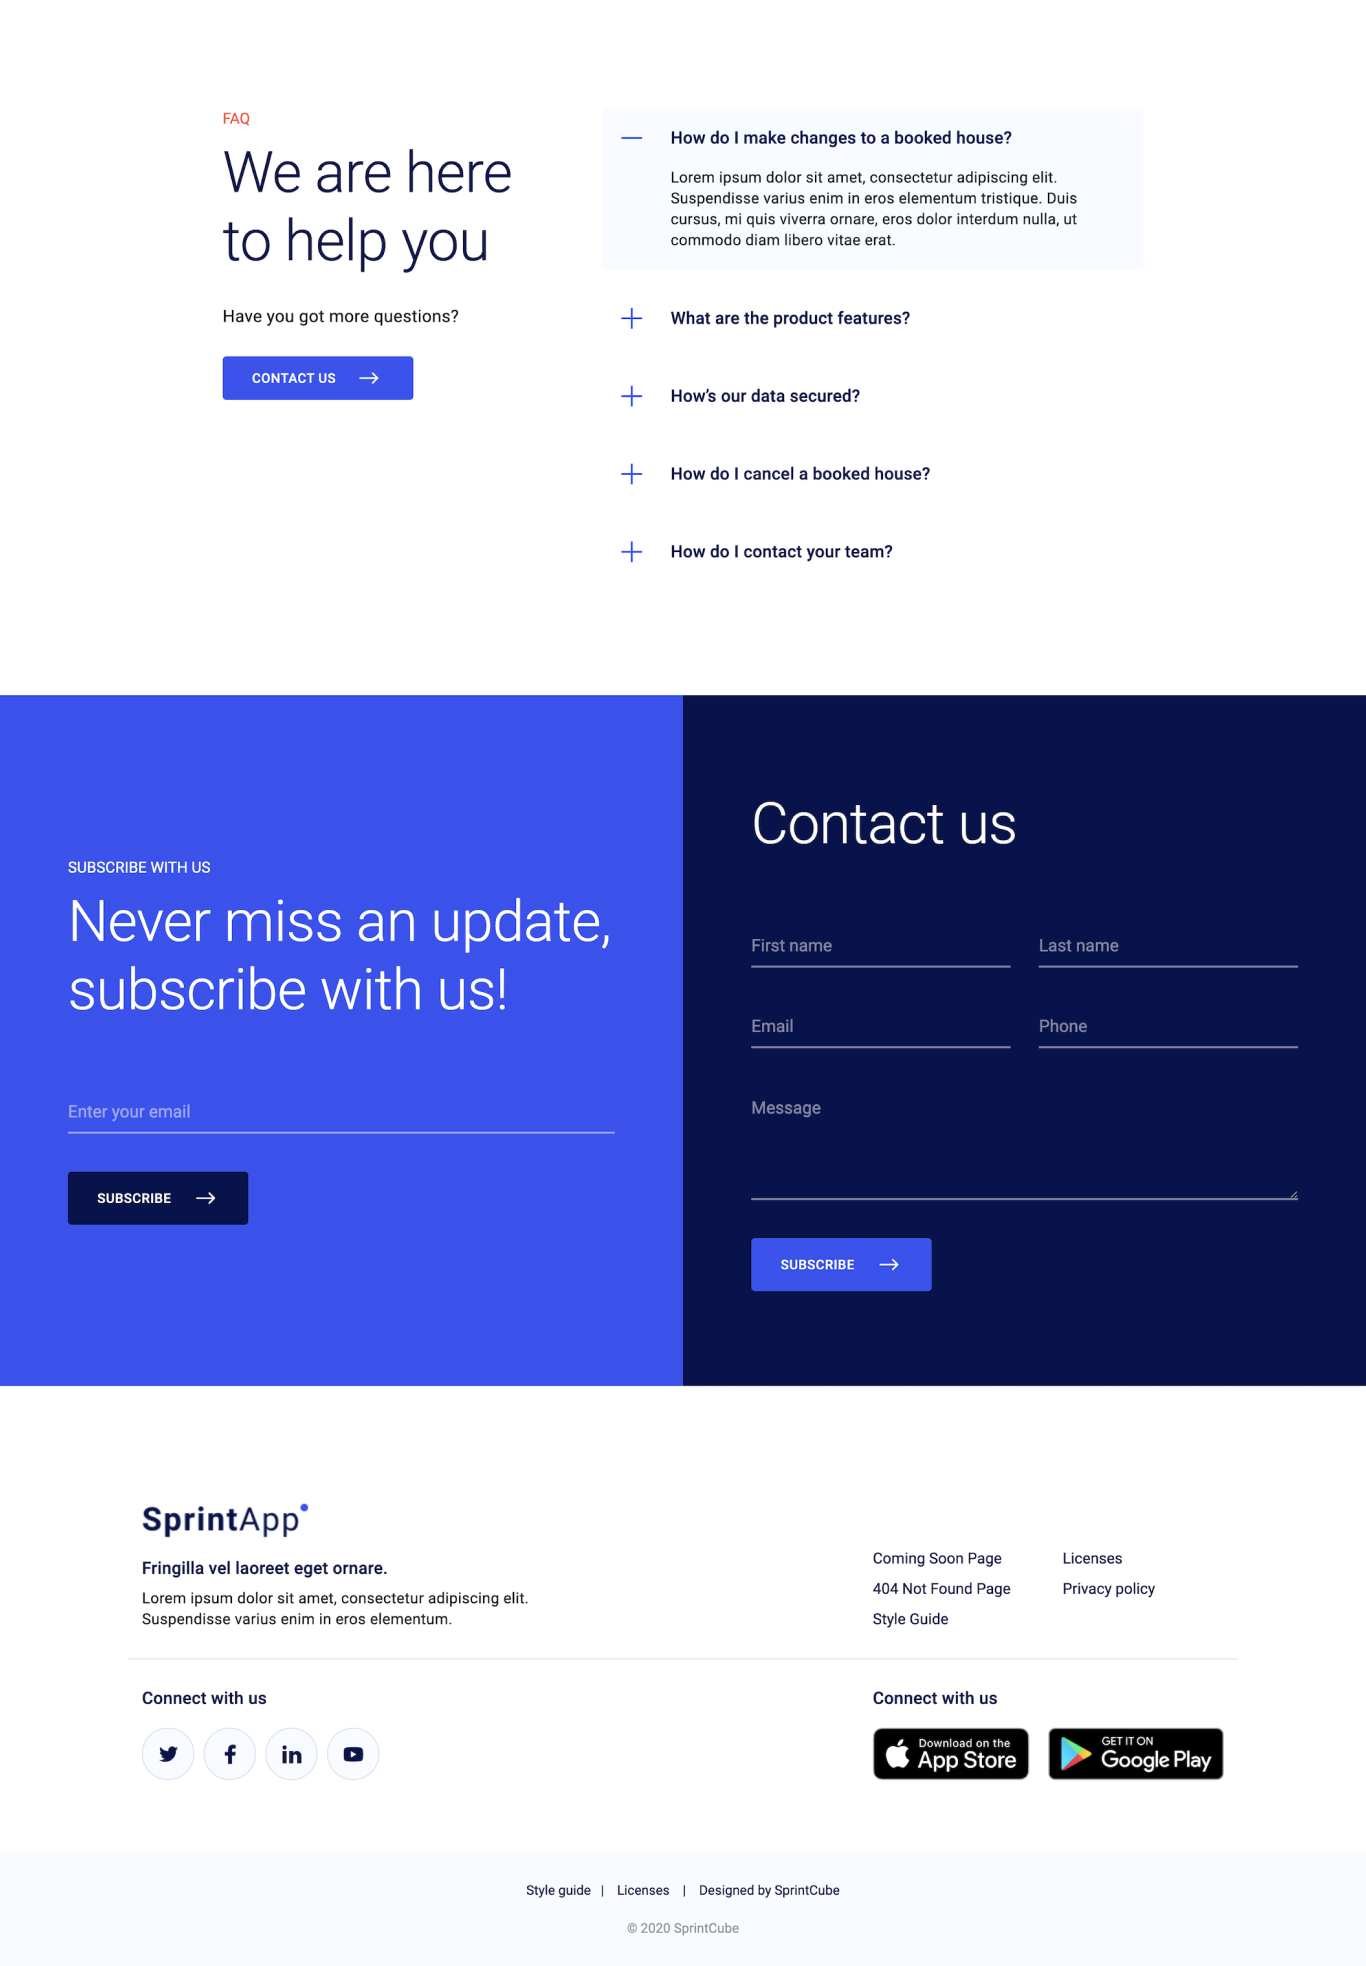 FAQ
We are here
to help you
Have you got more questions?
CONTACT US
How do I make changes to a booked house?
Lorem ipsum dolor sit amet, consectetur adipiscing elit.
Suspendisse varius enim in eros elementum tristique. Duis
cursus, mi quis viverra ornare, eros dolor interdum nulla, ut
commodo diam libero vitae erat.
What are the product features?
How's our data secured?
How do I cancel a booked house?
How do I contact your team?
SUBSCRIBE WITH US
Never miss an update,
subscribe with us!
Enter your email
SUBSCRIBE
Contact us
First name
Last name
Email
Phone
Message
SUBSCRIBE
SprintApp
Fringilla vel laoreet eget ornare.
Lorem ipsum dolor sit amet, consectetur adipiscing elit.
Suspendisse varius enim in eros elementum.
Coming Soon Page
404 Not Found Page
Style Guide
Licenses
Privacy policy
Connect with us
in
Connect with us
Download on the
App Store
GET IT ON
Google Play
Style guide | Licenses | Designed by SprintCube
© 2020 SprintCube